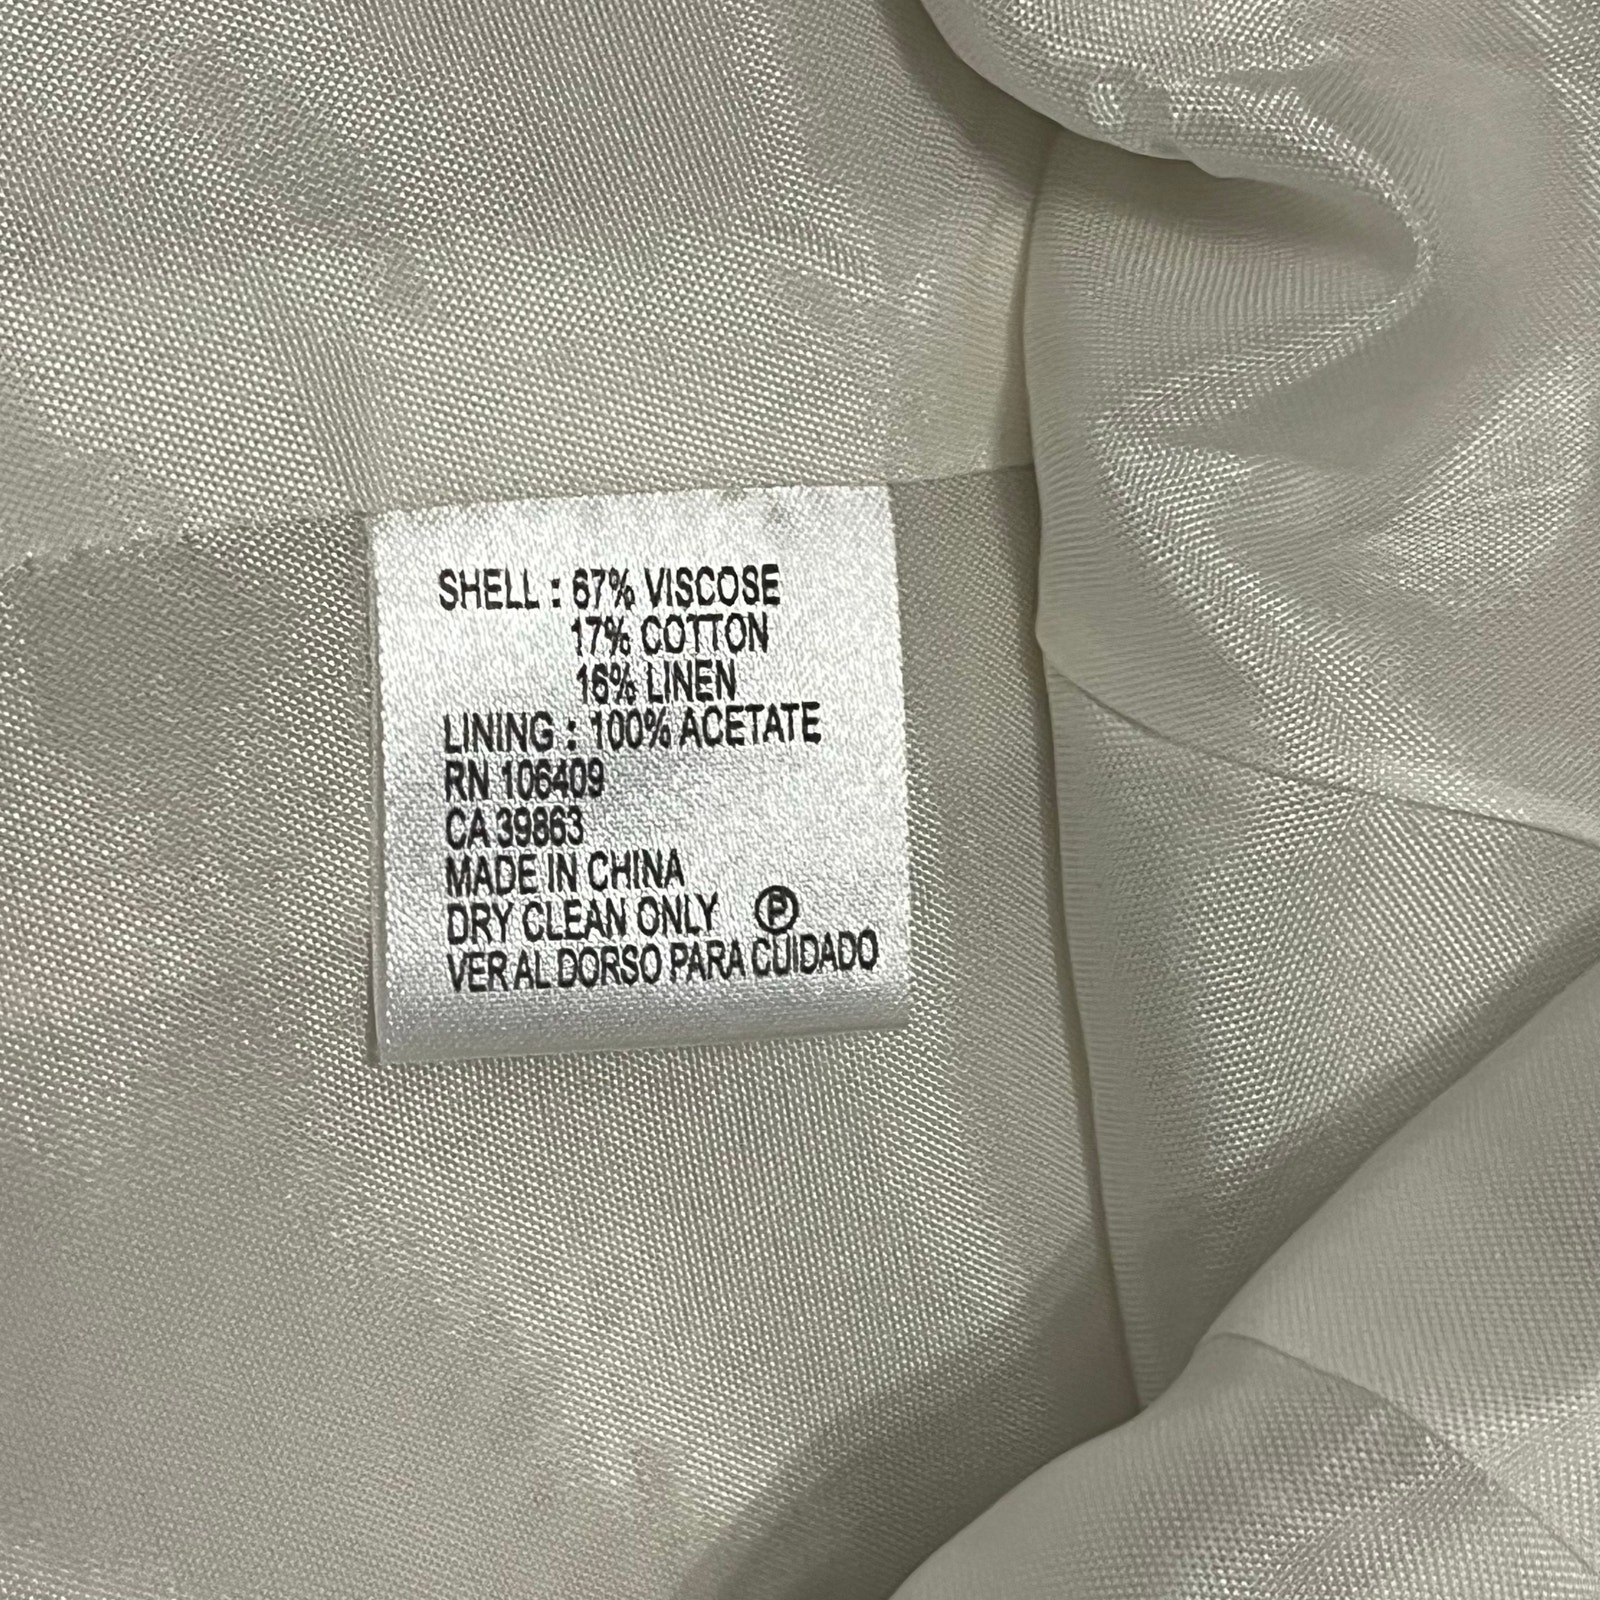 SHELL : 67% VISCOSE
17% COTTON
16% LINEN
LINING : 100% ACETATE
RN 106409
CA 39863
MADE IN CHINA
DRY CLEAN ONLY Ⓟ
VER AL DORSO PARA CUIDADO